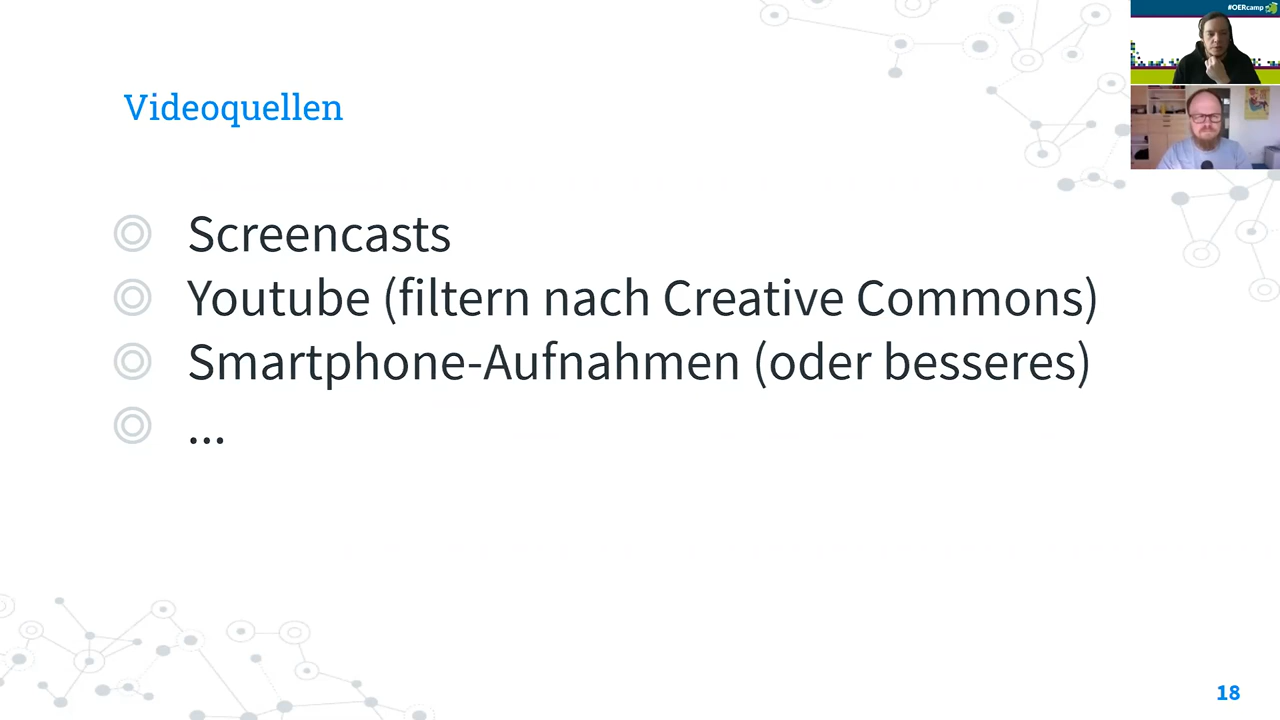 #OERcamp
Videoquellen
Screencasts
Youtube (filtern nach Creative Commons)
Smartphone-Aufnahmen (oder besseres)
...
18